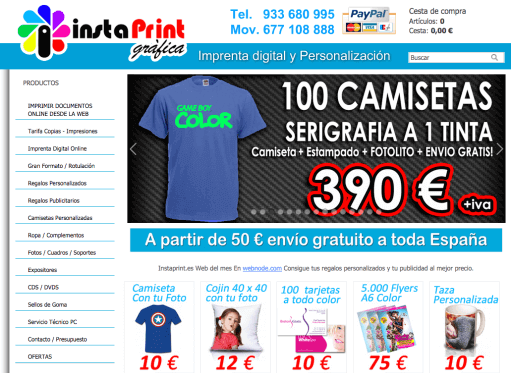 instaPrint
gráfica
Tel. 933 680 995
Mov. 677 108 888
PayPal
Cesta de compra
Artículos: 0
Cesta: 0,00 €
Imprenta digital y Personalización
Buscar
PRODUCTOS
IMPRIMIR DOCUMENTOS
ONLINE DESDE LA WEB
Tarifa Copias - Impresiones
Imprenta Digital Online
Gran Formato / Rotulación
Regalos Personalizados
Regalos Publicitarios
Camisetas Personalizadas
Ropa / Complementos
Fotos / Cuadros / Soportes
Expositores
CDS / DVDS
Sellos de Goma
Servicio Técnico PC
Contacto / Presupuesto
OFERTAS
GAME BOY
COLOR
100 CAMISETAS
SERIGRAFIA A 1 TINTA
Camiseta + Estampado + FOTOLITO + ENVIO GRATIS!
390 € +iva
A partir de 50 € envío gratuito a toda España
Instaprint.es Web del mes En webnode.com Consigue tus regalos personalizados y tu publicidad al mejor precio.
Camiseta
Con tu Foto
10 €
Cojin 40 x 40
con tu foto
12 €
100 tarjetas
a todo color
10 €
5.000 Flyers
A6 Color
75 €
Taza
Personalizada
10 €